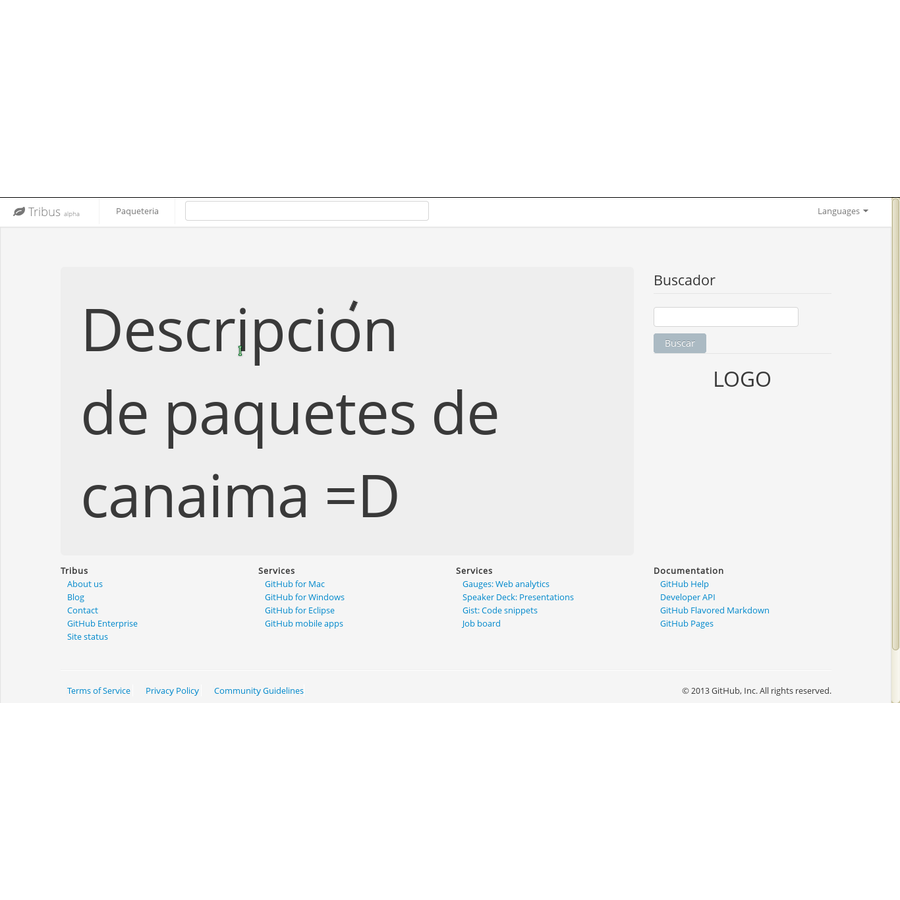 Tribus alpha Paqueteria Languages
Descripción
de paquetes de
canaima =D
Buscador
Buscar
LOGO
Tribus
About us
Blog
Contact
GitHub Enterprise
Site status
Services
GitHub for Mac
GitHub for Windows
GitHub for Eclipse
GitHub mobile apps
Services
Gauges: Web analytics
Speaker Deck: Presentations
Gist: Code snippets
Job board
Documentation
GitHub Help
Developer API
GitHub Flavored Markdown
GitHub Pages
Terms of Service Privacy Policy Community Guidelines © 2013 GitHub, Inc. All rights reserved.